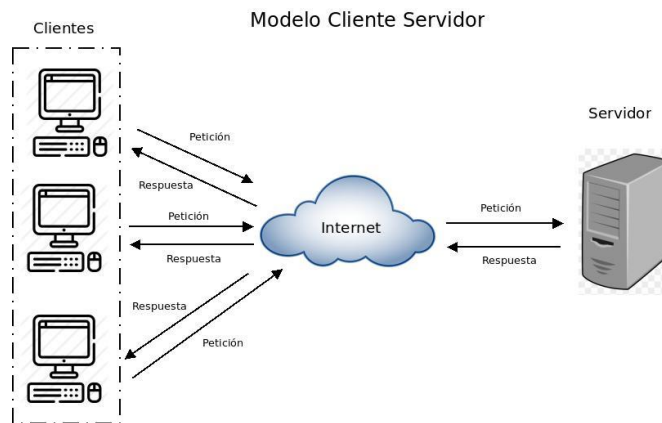 Modelo Cliente Servidor
Clientes
Servidor
Petición
Respuesta
Petición
Respuesta
Internet
Petición
Respuesta
Respuesta
Petición